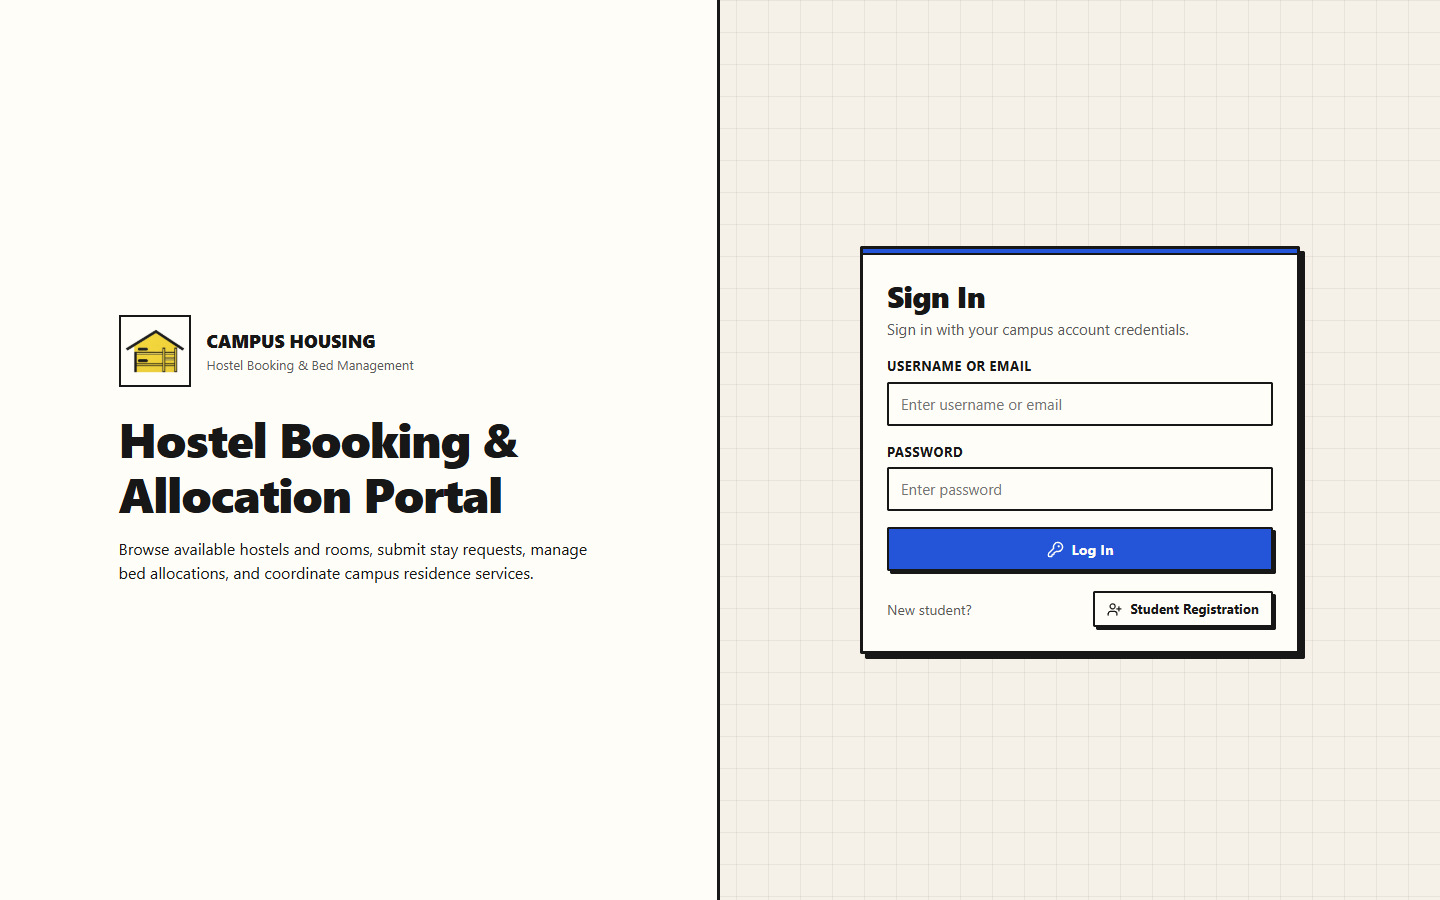 CAMPUS HOUSING
Hostel Booking & Bed Management
Hostel Booking &
Allocation Portal
Browse available hostels and rooms, submit stay requests, manage
bed allocations, and coordinate campus residence services.
Sign In
Sign in with your campus account credentials.
USERNAME OR EMAIL
Enter username or email
PASSWORD
Enter password
Log In
New student?
Student Registration